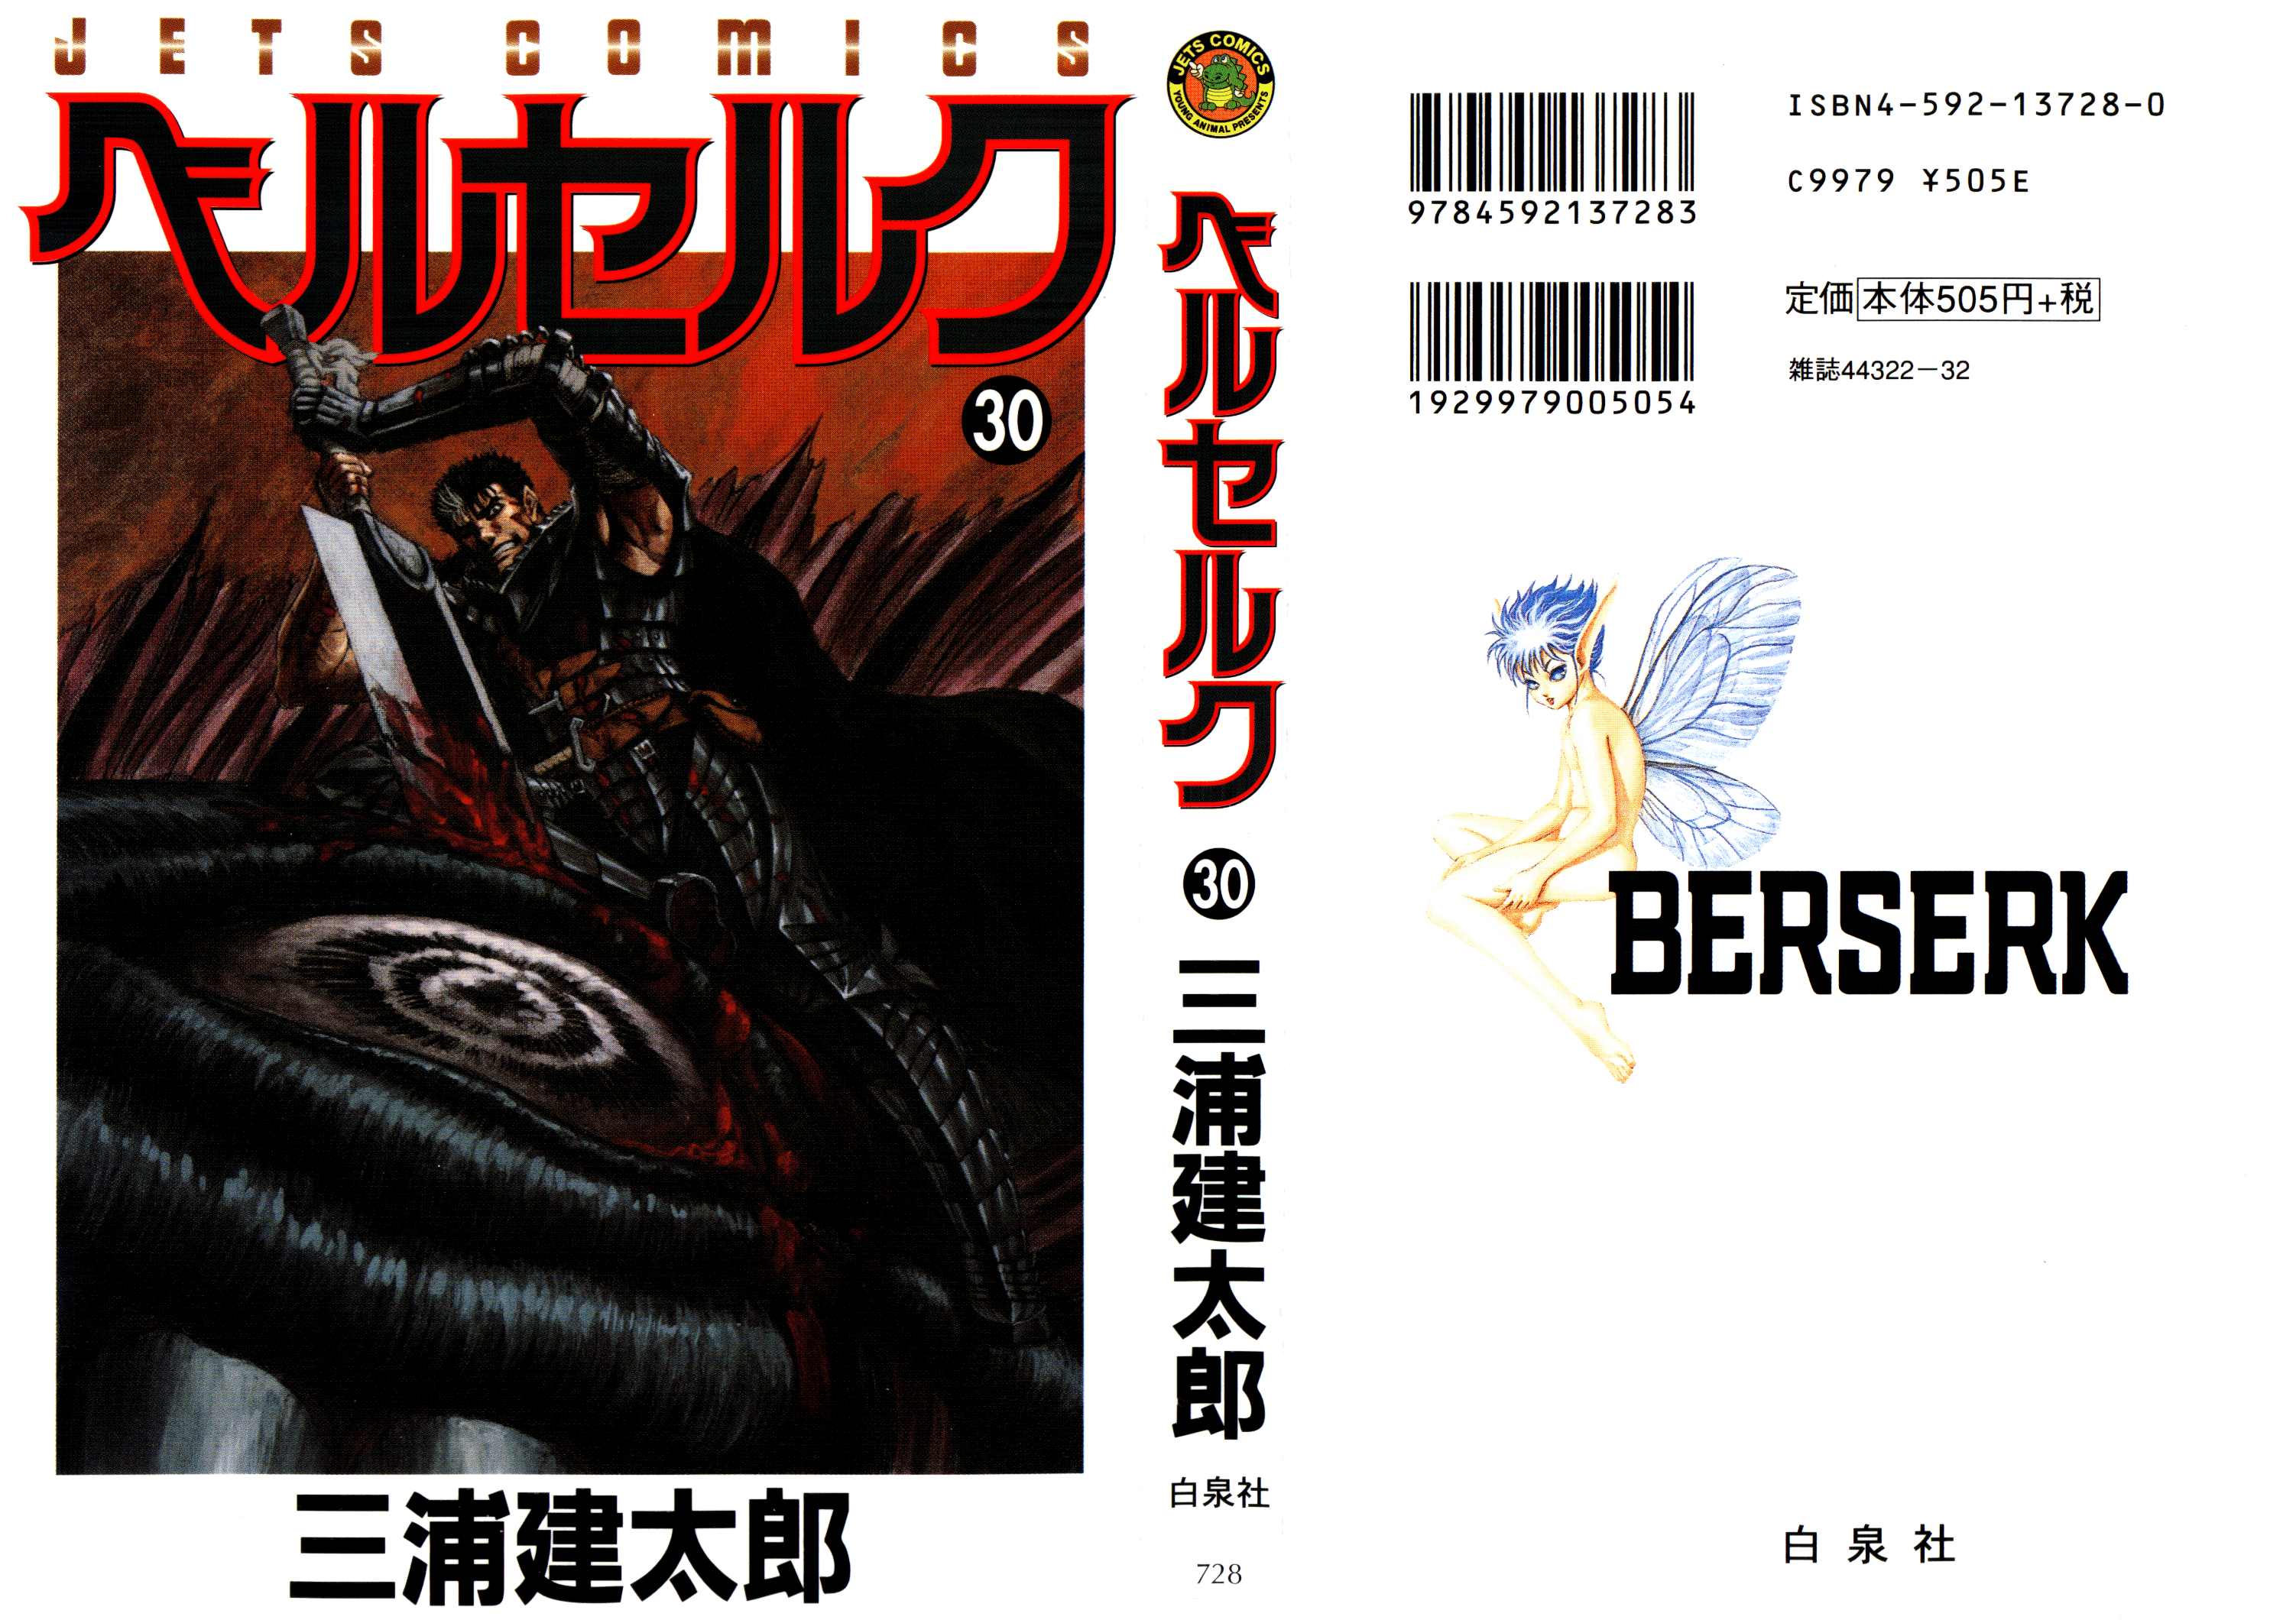 JETS COMICS
ベルセルク
30
三浦建太郎
JETS COMICS
YOUNG ANIMAL PRESENTS
ベルセルク
30
三浦建太郎
白泉社
728
9784592137283
1929979005054
ISBN4-592-13728-0
C9979 ¥505E
定価本体505円+税
雑誌44322-32
BERSERK
白泉社